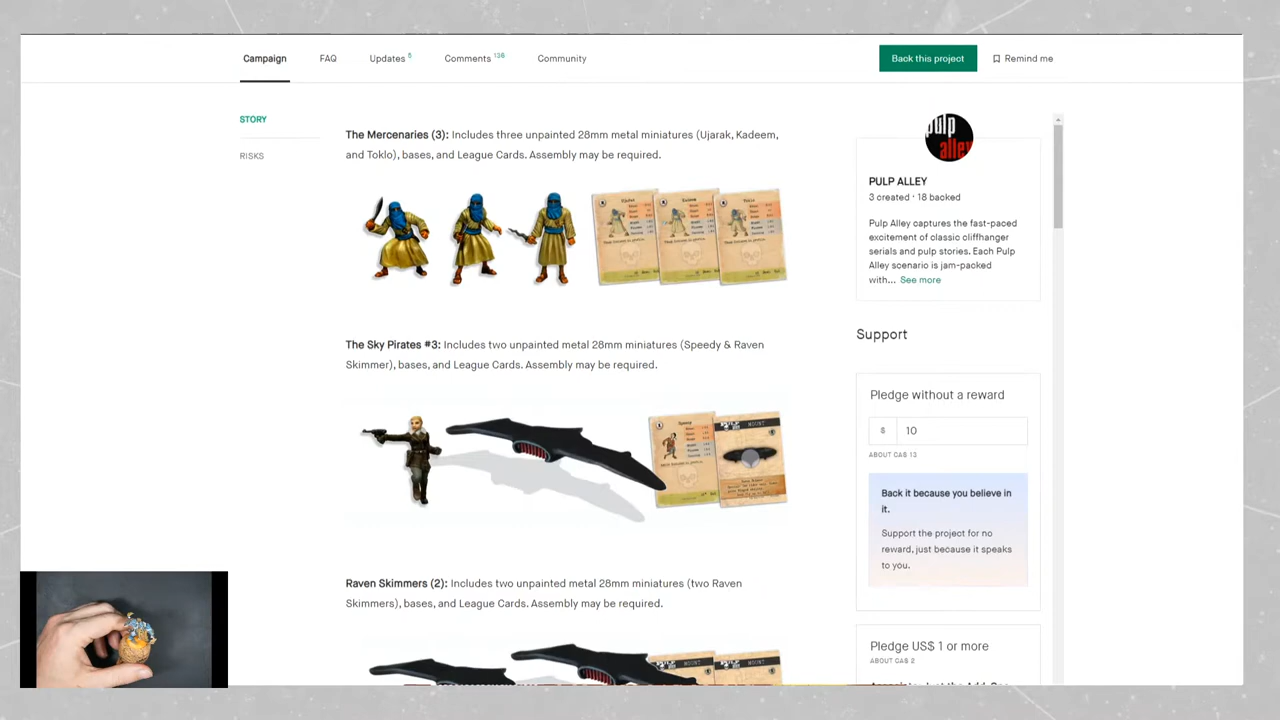 Campaign
FAQ
Updates 5
Comments 136
Community
Back this project
Remind me
STORY
RISKS
The Mercenaries (3): Includes three unpainted 28mm metal miniatures (Ujarak, Kadeem,
and Toklo), bases, and League Cards. Assembly may be required.
The Sky Pirates #3: Includes two unpainted metal 28mm miniatures (Speedy & Raven
Skimmer), bases, and League Cards. Assembly may be required.
Speedy
MOUNT
Raven Skimmers (2): Includes two unpainted metal 28mm miniatures (two Raven
Skimmers), bases, and League Cards. Assembly may be required.
pulp
alley
PULP ALLEY
3 created · 18 backed
Pulp Alley captures the fast-paced
excitement of classic cliffhanger
serials and pulp stories. Each Pulp
Alley scenario is jam-packed
with... See more
Support
Pledge without a reward
$ 10
ABOUT CA$ 13
Back it because you believe in
it.
Support the project for no
reward, just because it speaks
to you.
Pledge US$ 1 or more
ABOUT CA$ 2